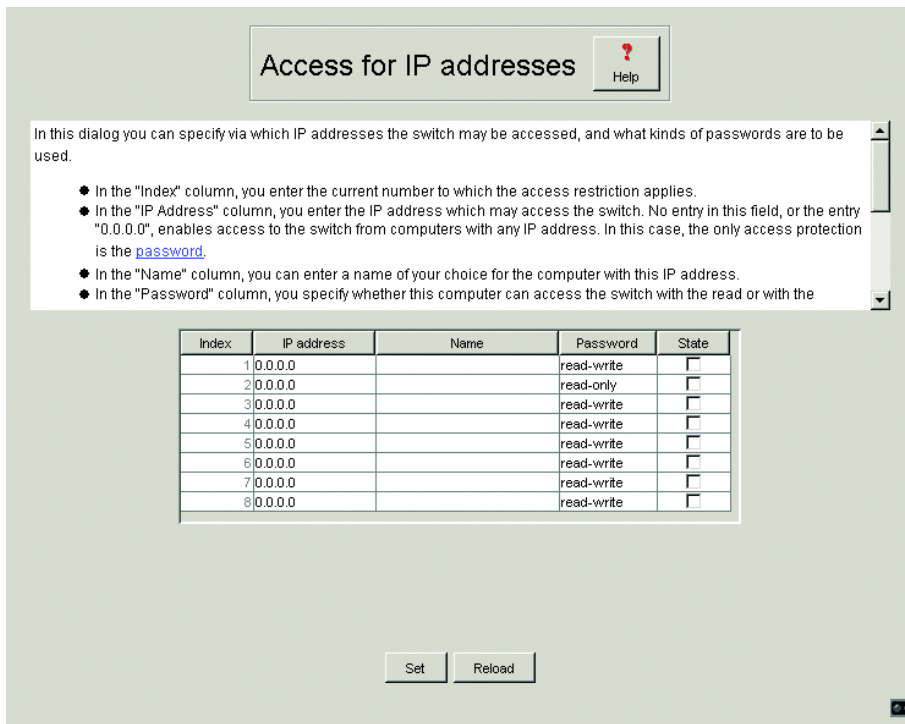 Access for IP addresses
?
Help
In this dialog you can specify via which IP addresses the switch may be accessed, and what kinds of passwords are to be
used.
● In the "Index" column, you enter the current number to which the access restriction applies.
● In the "IP Address" column, you enter the IP address which may access the switch. No entry in this field, or the entry
"0.0.0.0", enables access to the switch from computers with any IP address. In this case, the only access protection
is the password.
● In the "Name" column, you can enter a name of your choice for the computer with this IP address.
● In the "Password" column, you specify whether this computer can access the switch with the read or with the
Index IP address Name Password State
1 0.0.0.0 read-write
2 0.0.0.0 read-only
3 0.0.0.0 read-write
4 0.0.0.0 read-write
5 0.0.0.0 read-write
6 0.0.0.0 read-write
7 0.0.0.0 read-write
8 0.0.0.0 read-write
Set Reload